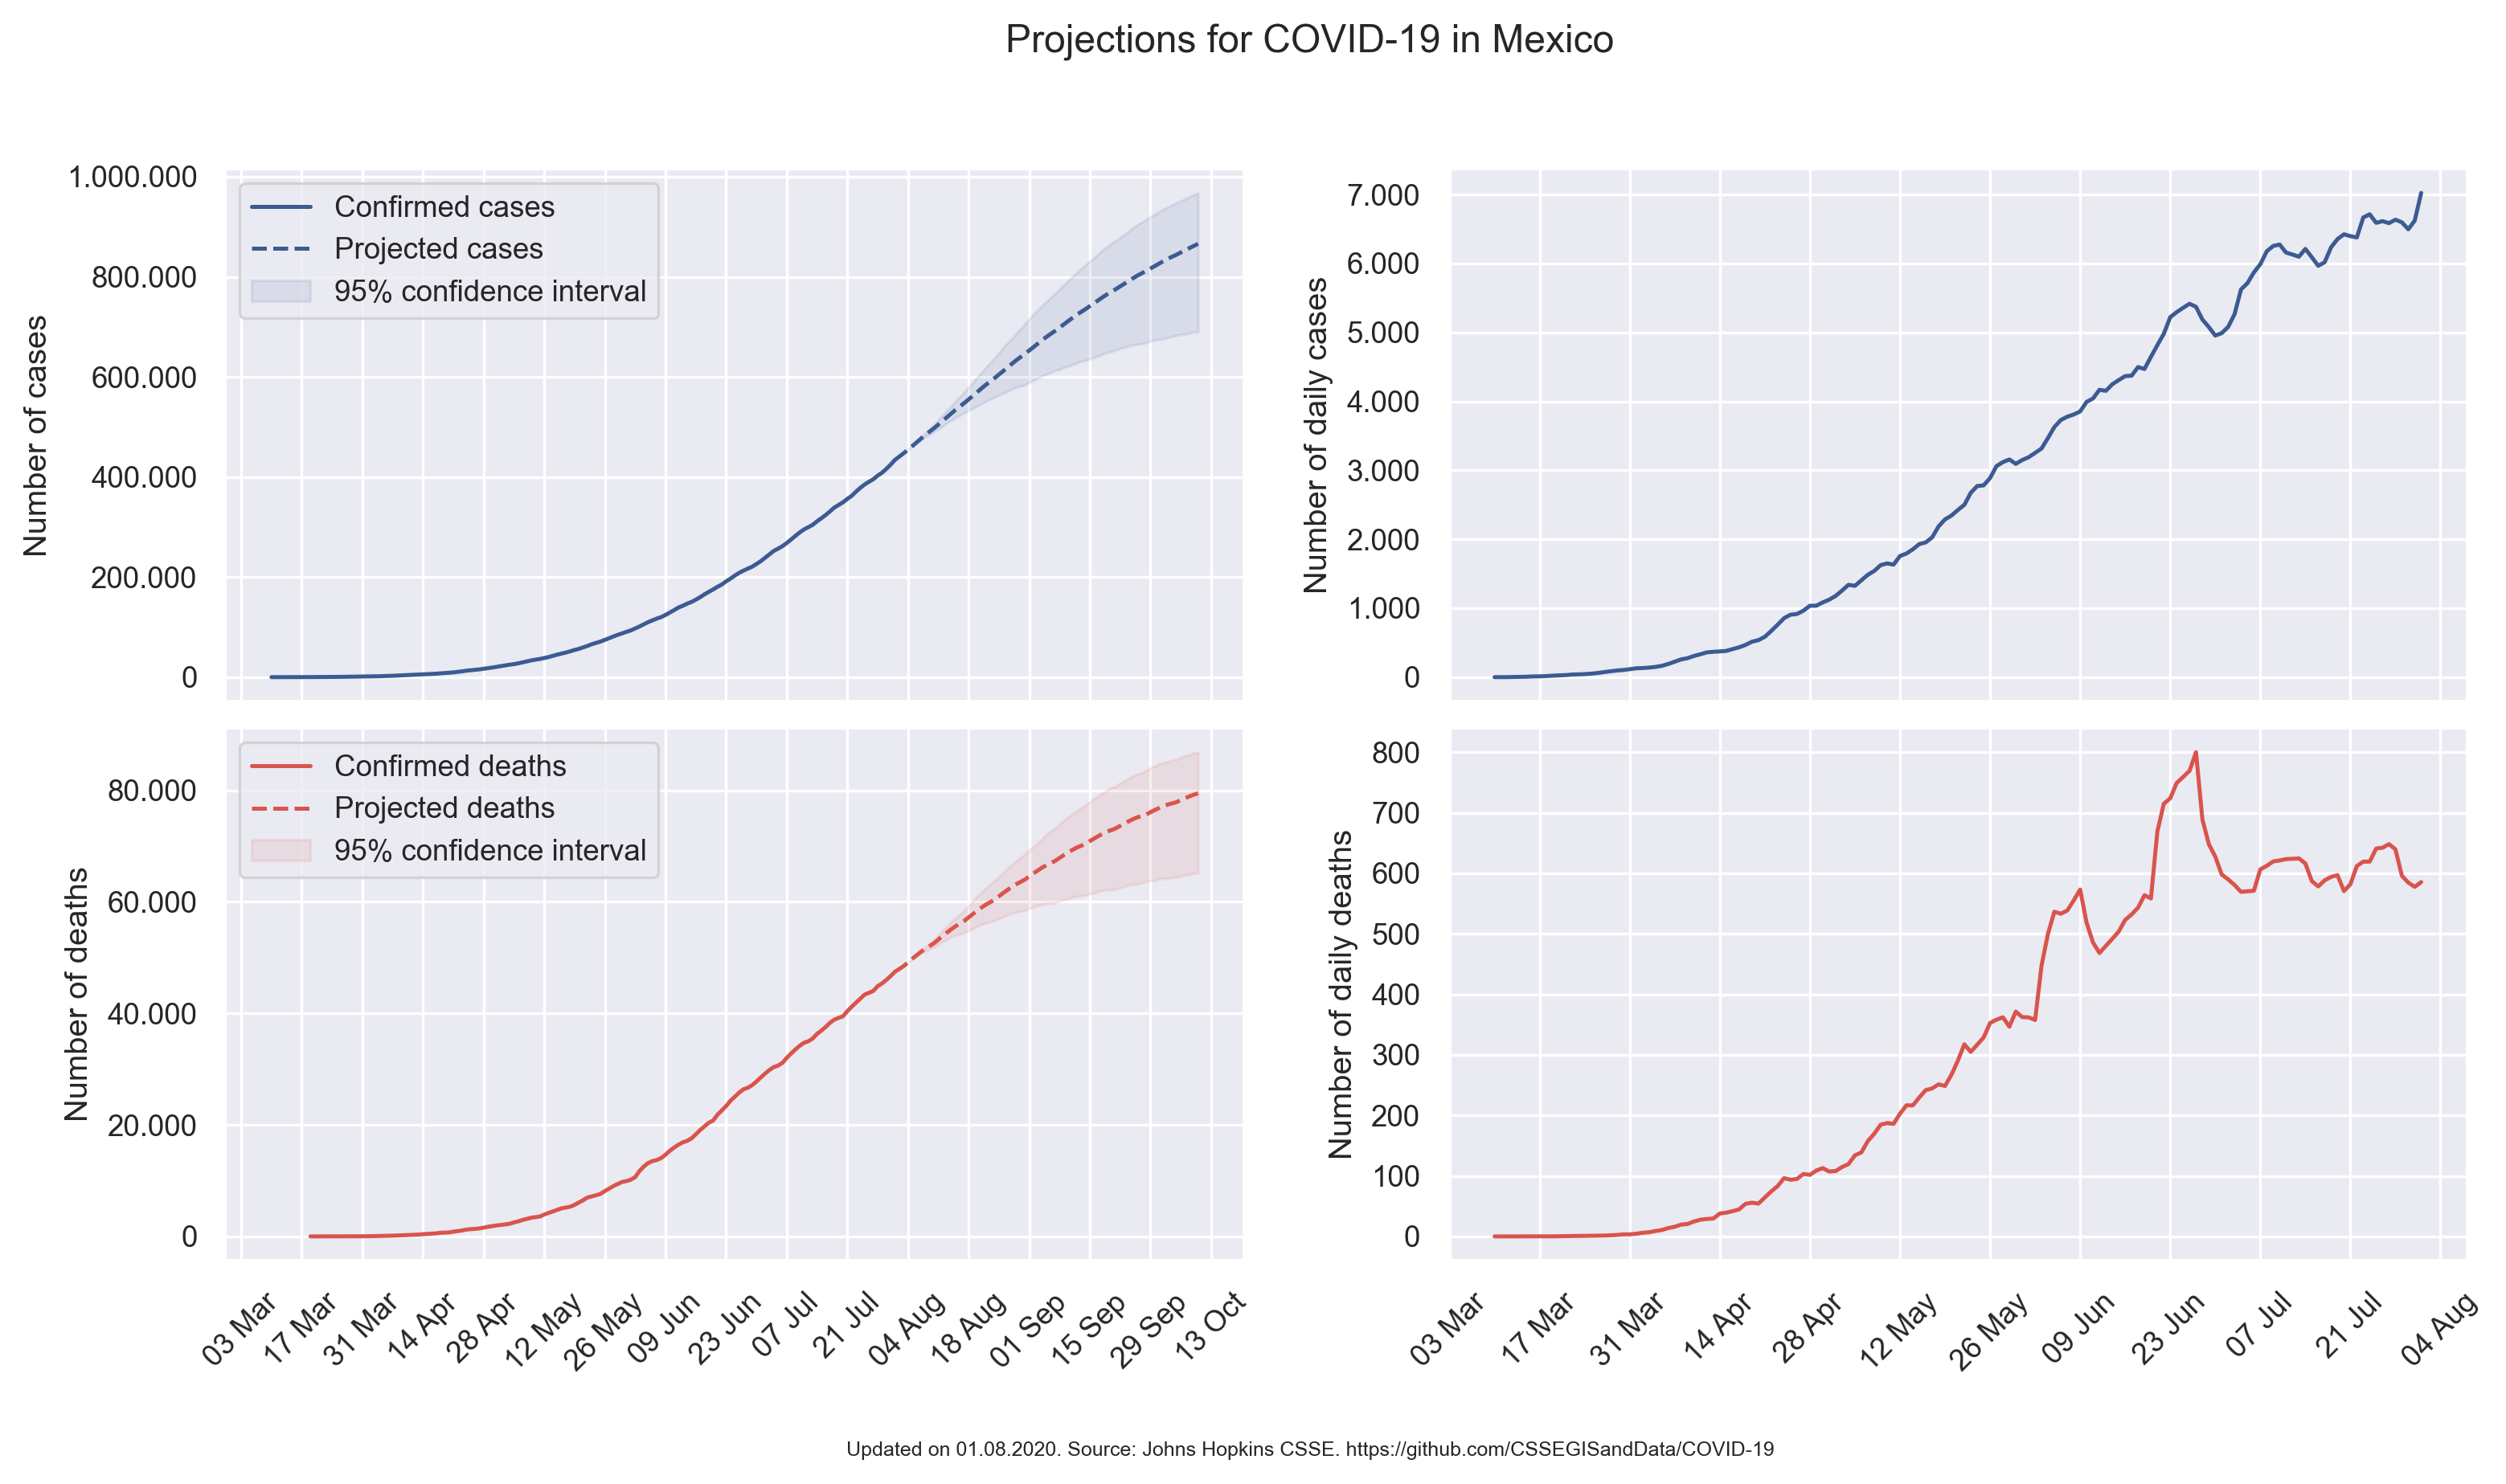 Projections for COVID-19 in Mexico
Number of cases
1.000.000
800.000
600.000
400.000
200.000
0
Confirmed cases
Projected cases
95% confidence interval
Number of daily cases
7.000
6.000
5.000
4.000
3.000
2.000
1.000
0
Number of deaths
80.000
60.000
40.000
20.000
0
Confirmed deaths
Projected deaths
95% confidence interval
03 Mar
17 Mar
31 Mar
14 Apr
28 Apr
12 May
26 May
09 Jun
23 Jun
07 Jul
21 Jul
04 Aug
18 Aug
01 Sep
15 Sep
29 Sep
13 Oct
Number of daily deaths
800
700
600
500
400
300
200
100
0
03 Mar
17 Mar
31 Mar
14 Apr
28 Apr
12 May
26 May
09 Jun
23 Jun
07 Jul
21 Jul
04 Aug
Updated on 01.08.2020. Source: Johns Hopkins CSSE. https://github.com/CSSEGISandData/COVID-19